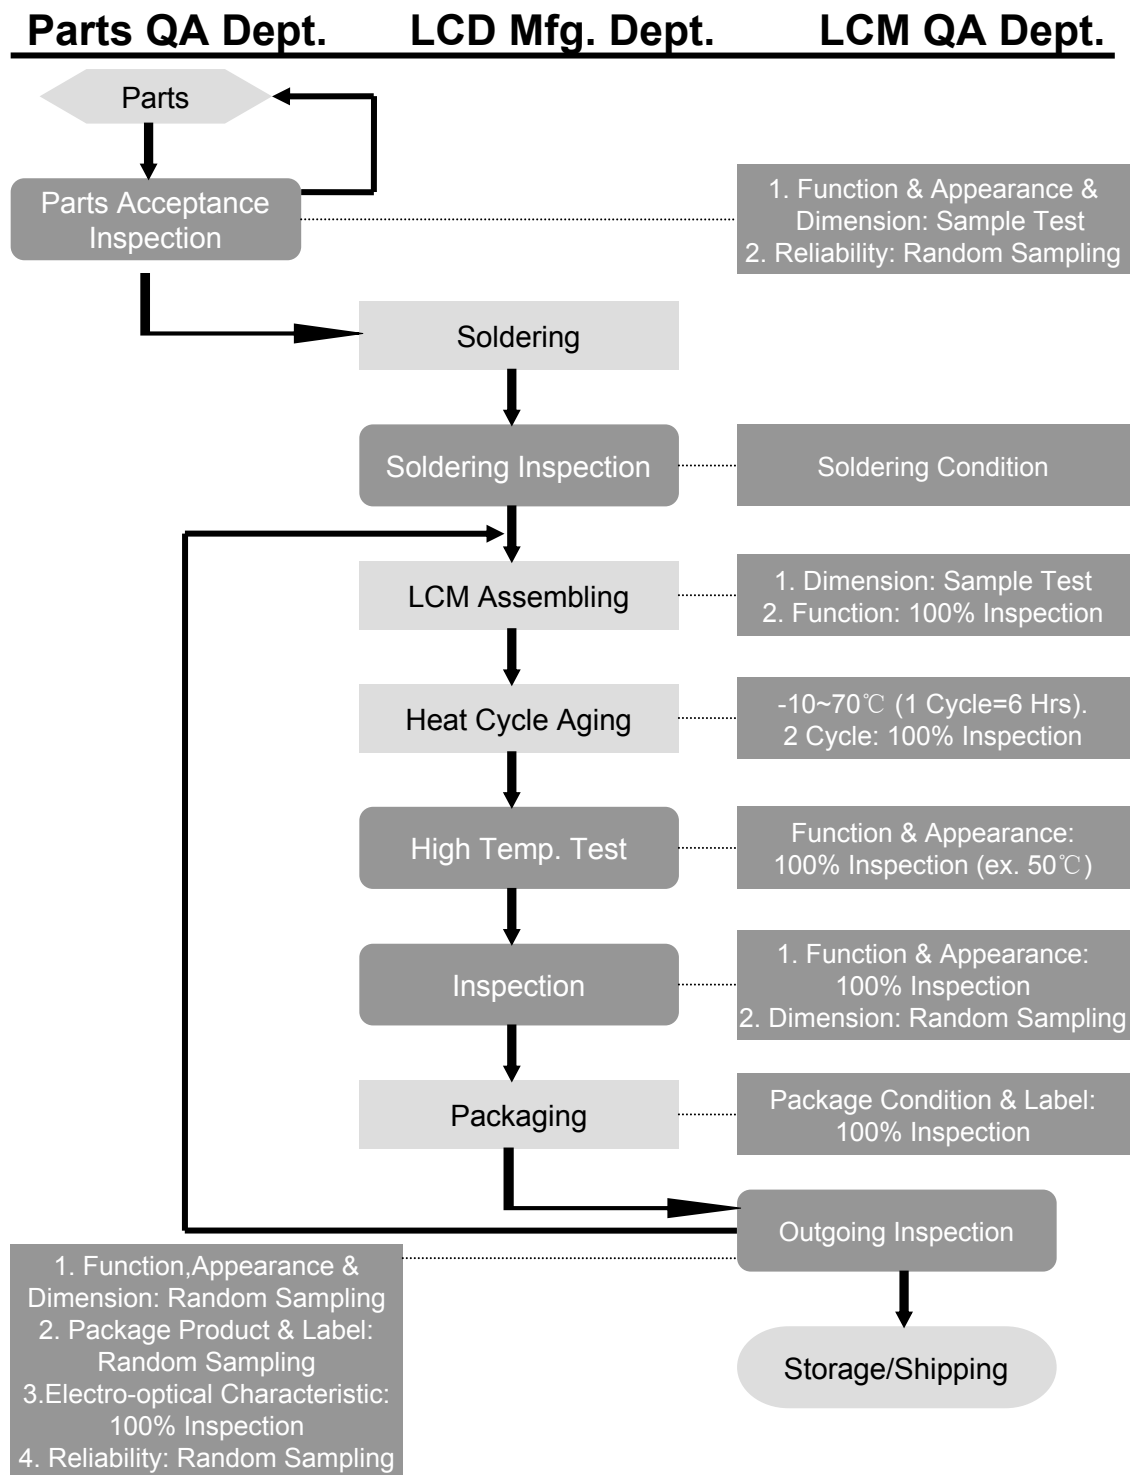 Parts QA Dept.
LCD Mfg. Dept.
LCM QA Dept.
Parts
Parts Acceptance
Inspection
1. Function & Appearance &
Dimension: Sample Test
2. Reliability: Random Sampling
Soldering
Soldering Inspection
Soldering Condition
LCM Assembling
1. Dimension: Sample Test
2. Function: 100% Inspection
Heat Cycle Aging
-10~70℃ (1 Cycle=6 Hrs).
2 Cycle: 100% Inspection
High Temp. Test
Function & Appearance:
100% Inspection (ex. 50℃)
Inspection
1. Function & Appearance:
100% Inspection
2. Dimension: Random Sampling
Packaging
Package Condition & Label:
100% Inspection
Outgoing Inspection
1. Function,Appearance &
Dimension: Random Sampling
2. Package Product & Label:
Random Sampling
3.Electro-optical Characteristic:
100% Inspection
4. Reliability: Random Sampling
Storage/Shipping